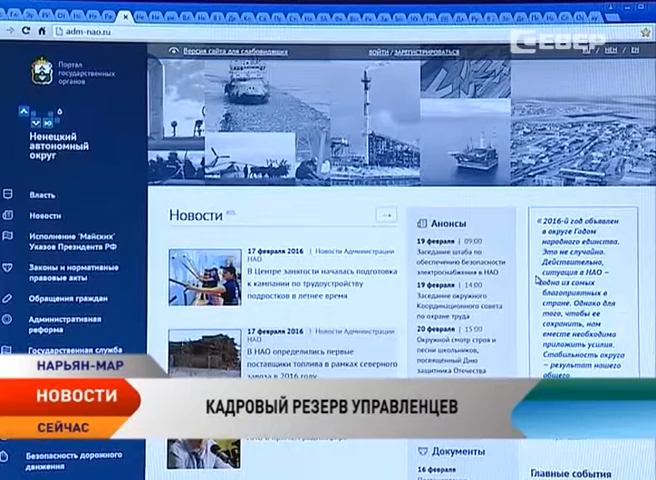 adm-nao.ru
СЕВЕР
Версия сайта для слабовидящих
ВОЙТИ / ЗАРЕГИСТРИРОВАТЬСЯ
НЕН / EN
Портал
государственных
органов
Ненецкий
автономный
округ
Власть
Новости
Исполнение "Майских"
Указов Президента РФ
Законы и нормативные
правовые акты
Обращения граждан
Административная
реформа
Государственная служба
Безопасность дорожного
движения
Новости
17 февраля 2016 | Новости Администрации
НАО
В Центре занятости началась подготовка
к кампании по трудоустройству
подростков в летнее время
17 февраля 2016 | Новости Администрации
НАО
В НАО определились первые
поставщики топлива в рамках северного
завоза в 2016 году
Анонсы
19 февраля | 09:00
Заседание штаба по
обеспечению безопасности
электроснабжения в НАО
19 февраля | 14:00
Заседание окружного
Координационного совета
по охране труда
20 февраля | 15:00
Окружной смотр строя и
песни школьников,
посвящённый Дню
защитника Отечества
Документы
16 февраля
« 2016-й год объявлен
в округе Годом
народного единства.
Это не случайно.
Действительно,
ситуация в НАО –
одна из самых
благоприятных в
стране. Однако для
того, чтобы ее
сохранить, нам
вместе необходимо
приложить усилия.
Стабильность округа
– результат нашего
общего
Главные события
НАРЬЯН-МАР
НОВОСТИ
СЕЙЧАС
КАДРОВЫЙ РЕЗЕРВ УПРАВЛЕНЦЕВ